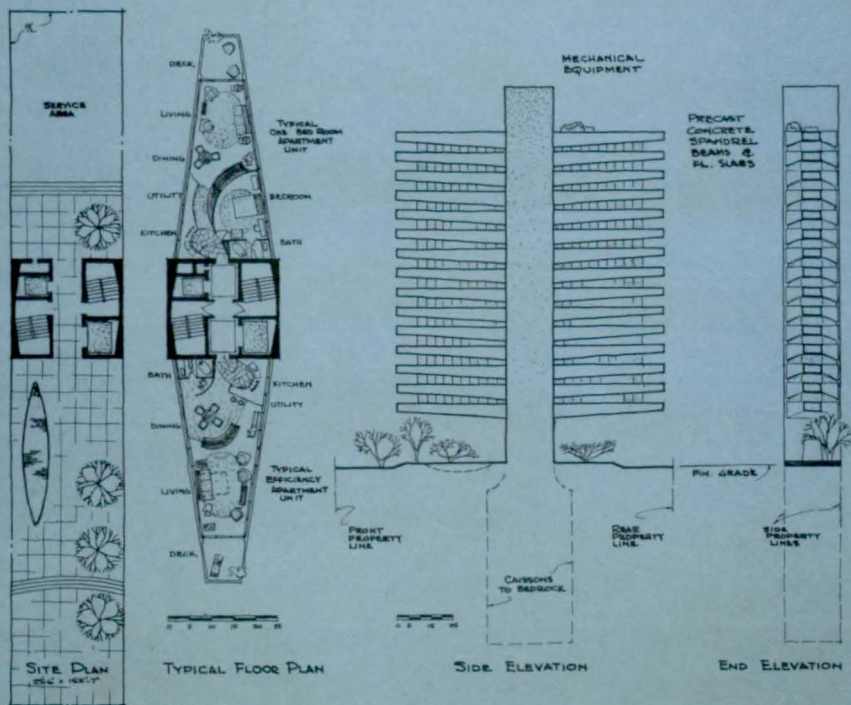 SERVICE
AREA
SITE PLAN
DECK
LIVING
DINING
UTILITY
KITCHEN
TYPICAL
ONE BED ROOM
APARTMENT
UNIT
BEDROOM
BATH
BATH
DINING
LIVING
DECK
KITCHEN
UTILITY
TYPICAL
EFFICIENCY
APARTMENT
UNIT
TYPICAL FLOOR PLAN
MECHANICAL
EQUIPMENT
FRONT
PROPERTY
LINE
CAISSONS
TO BEDROCK
REAR
PROPERTY
LINE
SIDE ELEVATION
PRECAST
CONCRETE
SPANDREL
BEAMS &
FL. SLABS
FIN. GRADE
SIDE
PROPERTY
LINES
END ELEVATION